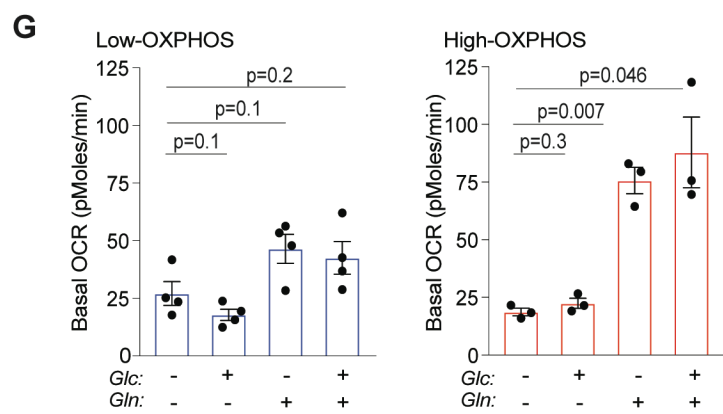 G
Low-OXPHOS
High-OXPHOS
Basal OCR (pMoles/min)
125
100
75
50
25
0
p=0.2
p=0.1
p=0.1
Glc: - + - +
Gln: - - + +
Basal OCR (pMoles/min)
125
100
75
50
25
0
p=0.046
p=0.007
p=0.3
Glc: - + - +
Gln: - - + +